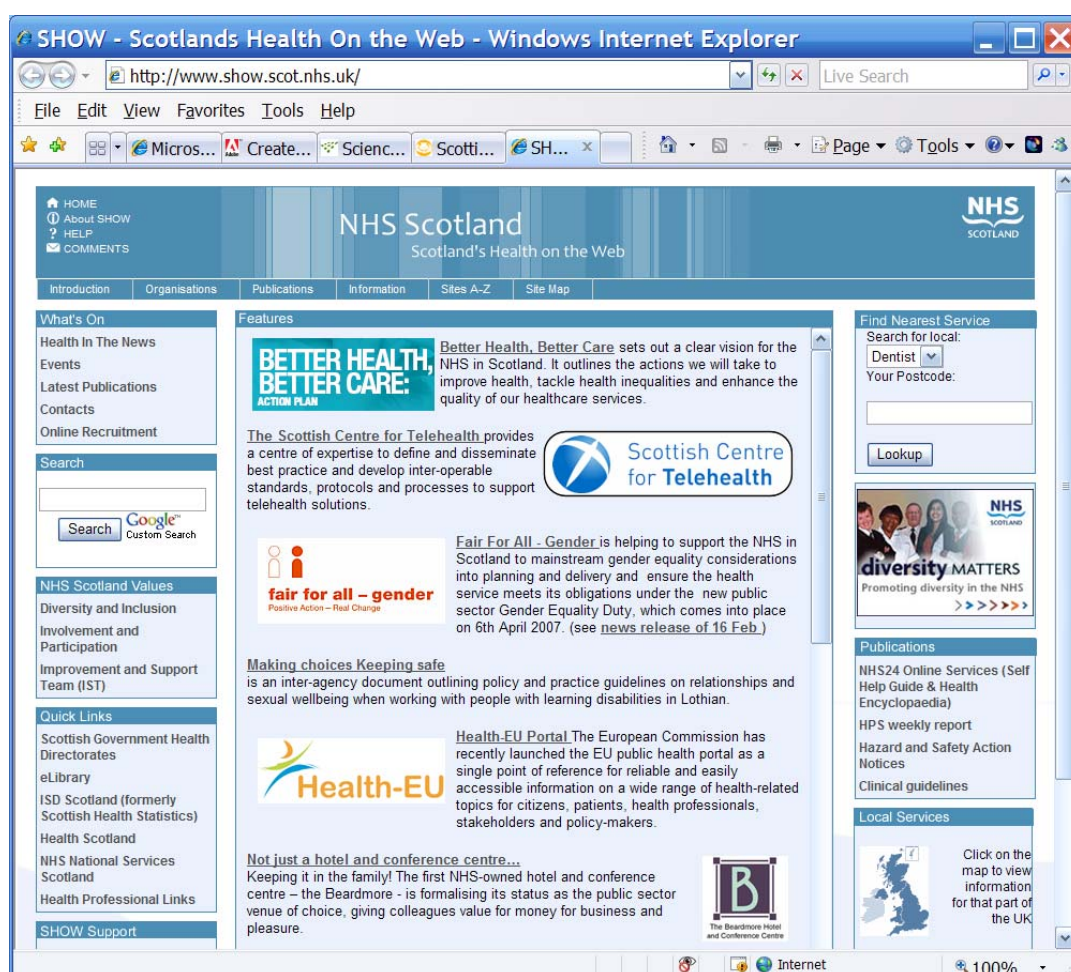 SHOW - Scotlands Health On the Web - Windows Internet Explorer
http://www.show.scot.nhs.uk/
Live Search
File Edit View Favorites Tools Help
Micros... Create... Scienc... Scotti... SH... x
Page Tools
HOME
About SHOW
? HELP
COMMENTS
NHS Scotland
Scotland's Health on the Web
NHS
SCOTLAND
Introduction Organisations Publications Information Sites A-Z Site Map
What's On
Health In The News
Events
Latest Publications
Contacts
Online Recruitment
Search
Search
Google™
Custom Search
NHS Scotland Values
Diversity and Inclusion
Involvement and
Participation
Improvement and Support
Team (IST)
Quick Links
Scottish Government Health
Directorates
eLibrary
ISD Scotland (formerly
Scottish Health Statistics)
Health Scotland
NHS National Services
Scotland
Health Professional Links
SHOW Support
Features
BETTER HEALTH,
BETTER CARE:
ACTION PLAN
Better Health, Better Care sets out a clear vision for the
NHS in Scotland. It outlines the actions we will take to
improve health, tackle health inequalities and enhance the
quality of our healthcare services.
The Scottish Centre for Telehealth provides
a centre of expertise to define and disseminate
best practice and develop inter-operable
standards, protocols and processes to support
telehealth solutions.
Scottish Centre
for Telehealth
fair for all – gender
Positive Action – Real Change
Fair For All - Gender is helping to support the NHS in
Scotland to mainstream gender equality considerations
into planning and delivery and ensure the health
service meets its obligations under the new public
sector Gender Equality Duty, which comes into place
on 6th April 2007. (see news release of 16 Feb )
Making choices Keeping safe
is an inter-agency document outlining policy and practice guidelines on relationships and
sexual wellbeing when working with people with learning disabilities in Lothian.
Health-EU
Health-EU Portal The European Commission has
recently launched the EU public health portal as a
single point of reference for reliable and easily
accessible information on a wide range of health-related
topics for citizens, patients, health professionals,
stakeholders and policy-makers.
Not just a hotel and conference centre...
Keeping it in the family! The first NHS-owned hotel and conference
centre – the Beardmore - is formalising its status as the public sector
venue of choice, giving colleagues value for money for business and
pleasure.
B
The Beardmore Hotel
and Conference Centre
Find Nearest Service
Search for local:
Dentist
Your Postcode:
Lookup
NHS
SCOTLAND
diversity MATTERS
Promoting diversity in the NHS
>>>>>>
Publications
NHS24 Online Services (Self
Help Guide & Health
Encyclopaedia)
HPS weekly report
Hazard and Safety Action
Notices
Clinical guidelines
Local Services
Click on the
map to view
information
for that part of
the UK
Internet
100%